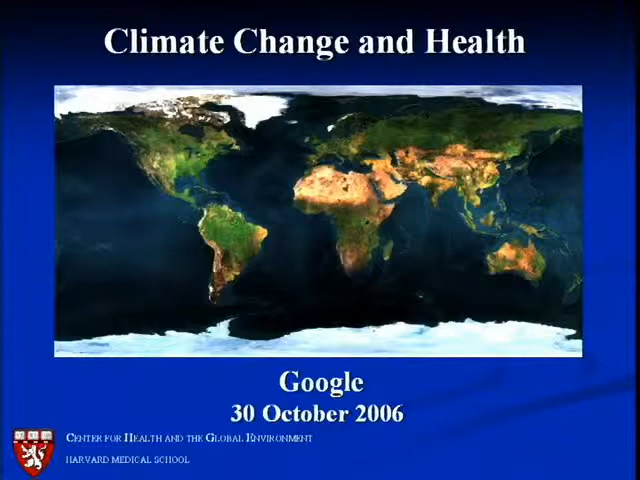 Climate Change and Health
Google
30 October 2006
CENTER FOR HEALTH AND THE GLOBAL ENVIRONMENT
HARVARD MEDICAL SCHOOL